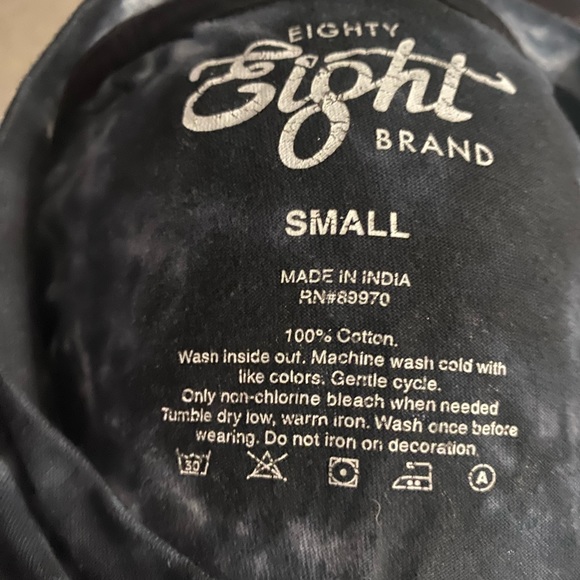 EIGHTY
Eight
BRAND
SMALL
MADE IN INDIA
RN#89970
100% Cotton.
Wash inside out. Machine wash cold with
like colors. Gentle cycle.
Only non-chlorine bleach when needed
Tumble dry low, warm iron. Wash once before
wearing. Do not iron on decoration.
30
A